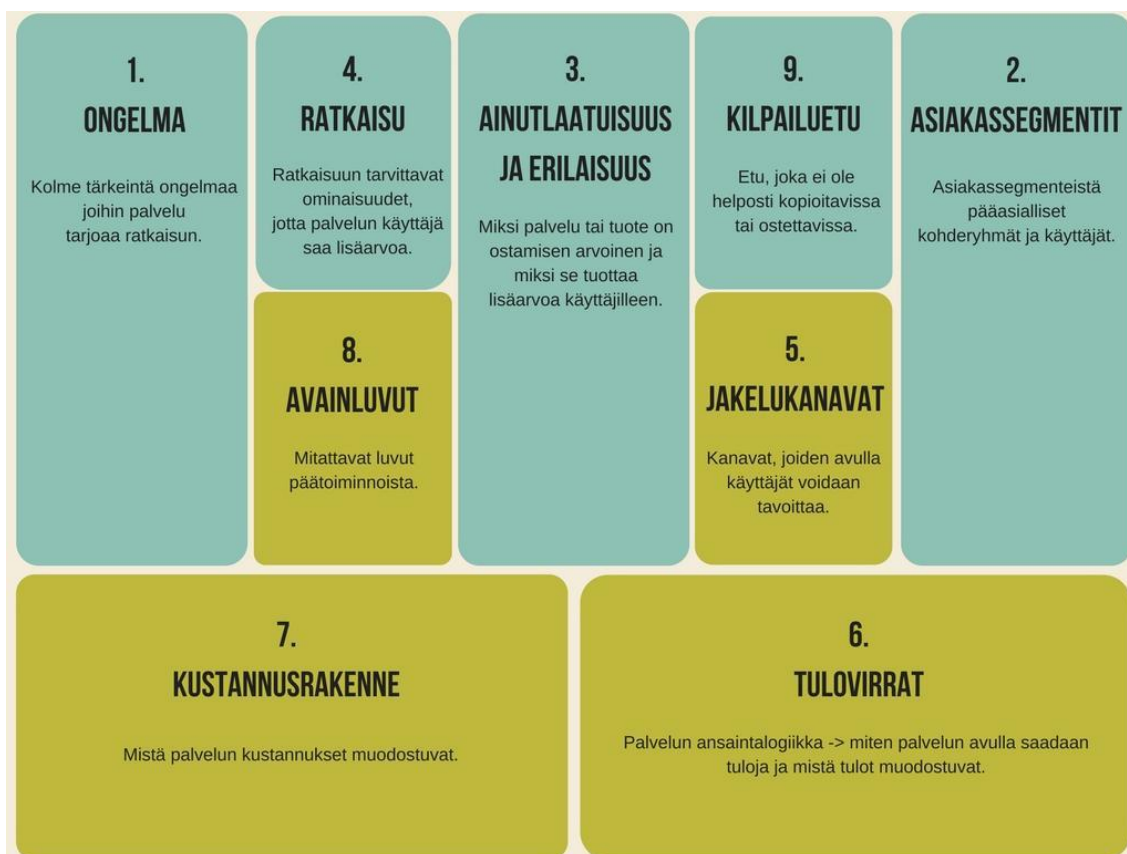 1.
ONGELMA
Kolme tärkeintä ongelmaa
joihin palvelu
tarjoaa ratkaisun.
4.
RATKAISU
Ratkaisuun tarvittavat
ominaisuudet,
jotta palvelun käyttäjä
saa lisäarvoa.
8.
AVAINLUVUT
Mitattavat luvut
päätoiminnoista.
3.
AINUTLAATUISUUS
JA ERILAISUUS
Miksi palvelu tai tuote on
ostamisen arvoinen ja
miksi se tuottaa
lisäarvoa käyttäjilleen.
9.
KILPAILUETU
Etu, joka ei ole
helposti kopioitavissa
tai ostettavissa.
5.
JAKELUKANAVAT
Kanavat, joiden avulla
käyttäjät voidaan
tavoittaa.
2.
ASIAKASSEGMENTIT
Asiakassegmenteistä
pääasialliset
kohderyhmät ja käyttäjät.
7.
KUSTANNUSRAKENNE
Mistä palvelun kustannukset muodostuvat.
6.
TULOVIRRAT
Palvelun ansaintalogiikka -> miten palvelun avulla saadaan
tuloja ja mistä tulot muodostuvat.